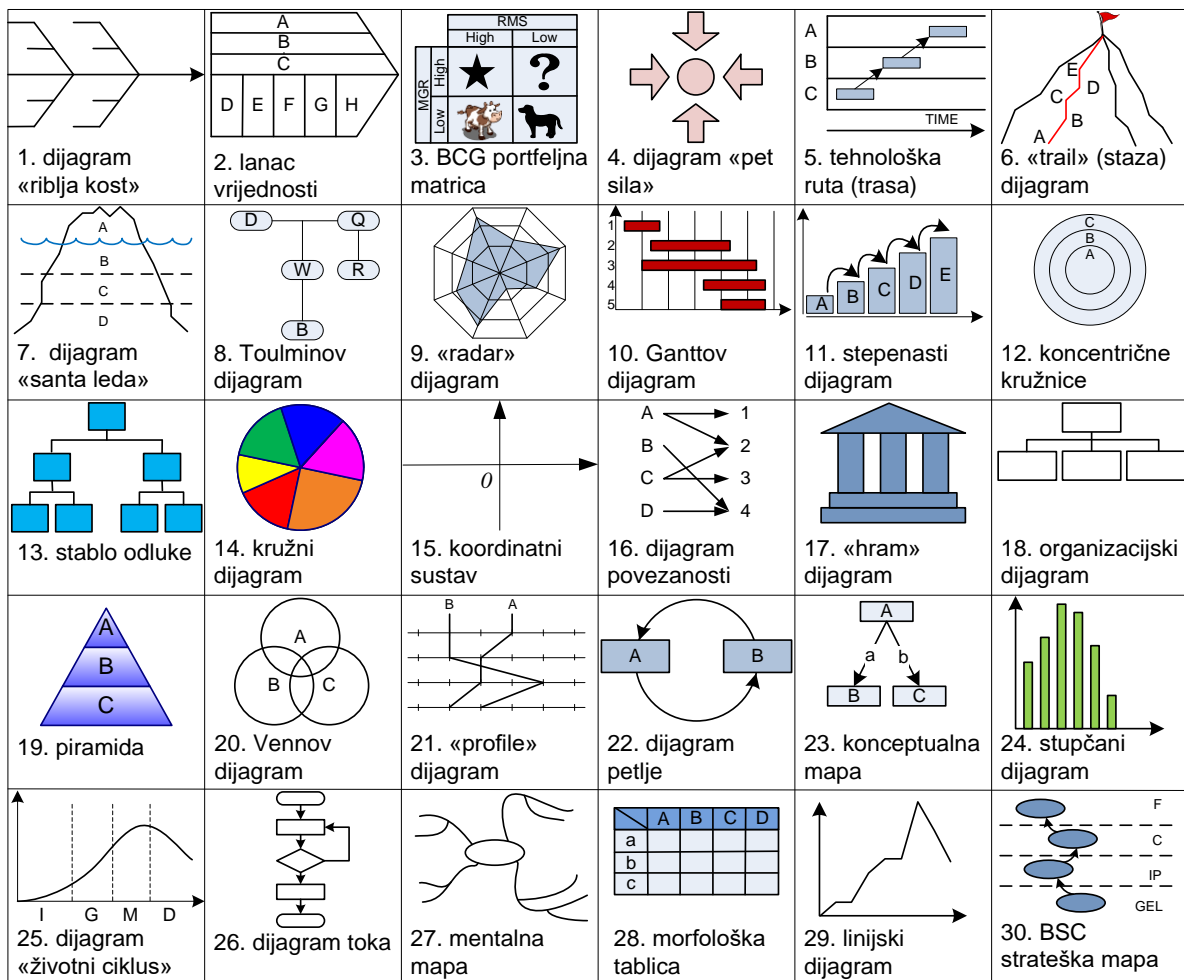 1. dijagram
«riblja kost»
A
B
C
D E F G H
2. lanac
vrijednosti
RMS
High Low
MGR
High
Low
?
3. BCG portfeljna
matrica
4. dijagram «pet
sila»
A
B
C
TIME
5. tehnološka
ruta (trasa)
E
D
C
B
A
6. «trail» (staza)
dijagram
A
B
C
D
7. dijagram
«santa leda»
D Q
W R
B
8. Toulminov
dijagram
9. «radar»
dijagram
1
2
3
4
5
10. Ganttov
dijagram
A B C D E
11. stepenasti
dijagram
C
B
A
12. koncentrične
kružnice
13. stablo odluke
14. kružni
dijagram
0
15. koordinatni
sustav
A 1
B 2
C 3
D 4
16. dijagram
povezanosti
17. «hram»
dijagram
18. organizacijski
dijagram
A
B
C
19. piramida
A
B C
20. Vennov
dijagram
B A
21. «profile»
dijagram
A B
22. dijagram
petlje
A
a b
B C
23. konceptualna
mapa
24. stupčani
dijagram
I G M D
25. dijagram
«životni ciklus»
26. dijagram toka
27. mentalna
mapa
A B C D
a
b
c
28. morfološka
tablica
29. linijski
dijagram
F
C
IP
GEL
30. BSC
strateška mapa